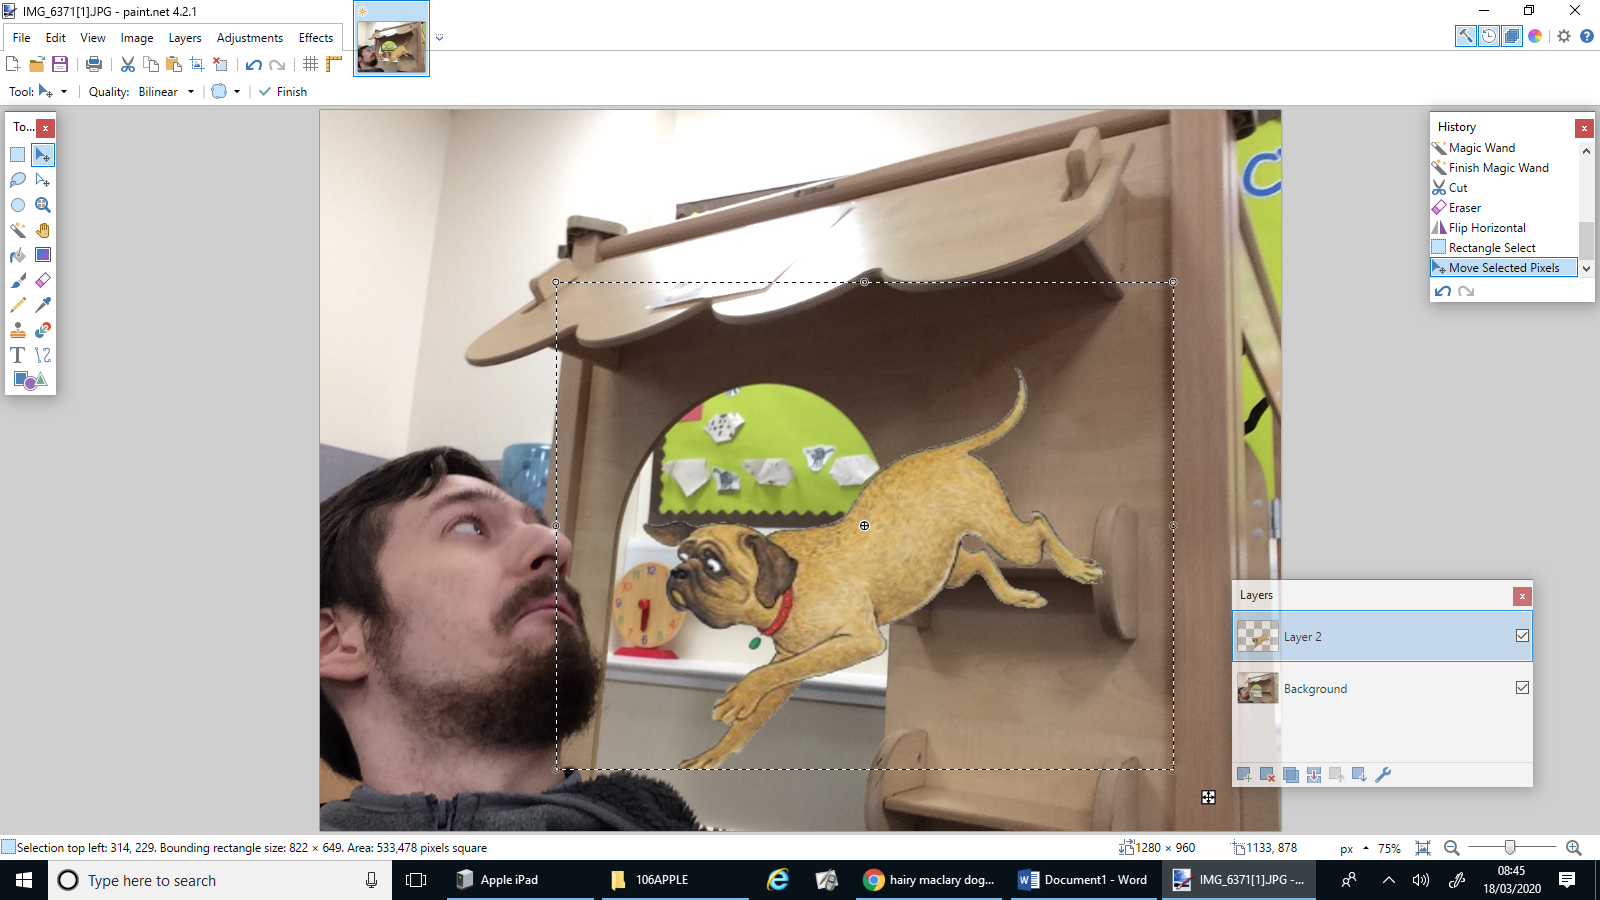 IMG_6371[1].JPG - paint.net 4.2.1
File Edit View Image Layers Adjustments Effects
Tool: Quality: Bilinear Finish
To...
History
Magic Wand
Finish Magic Wand
Cut
Eraser
Flip Horizontal
Rectangle Select
Move Selected Pixels
Layers
Layer 2
Background
Selection top left: 314, 229. Bounding rectangle size: 822 × 649. Area: 533,478 pixels square
1280 × 960
1133, 878
px 75%
Type here to search
Apple iPad
106APPLE
hairy maclary dog...
Document1 - Word
IMG_6371[1].JPG -...
08:45
18/03/2020